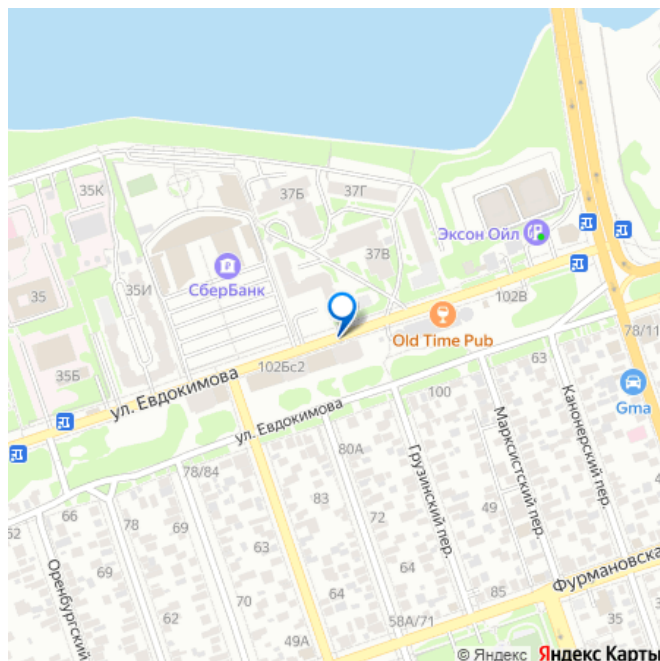 35К
37Б
37Г
Эксон Ойл
37В
СберБанк
35
35И
102В
Old Time Pub
78/11
102Бс2
63
35Б
ул. Евдокимова
100
Gma
ул. Евдокимова
Канонерский пер.
Марксистский пер.
Грузинский пер.
80А
78/84
83
49
66
78
69
72
62
69
63
Оренбургский
70
64
64
85
Фурмановска
62
58А/71
35
49А
© Яндекс Яндекс Карты